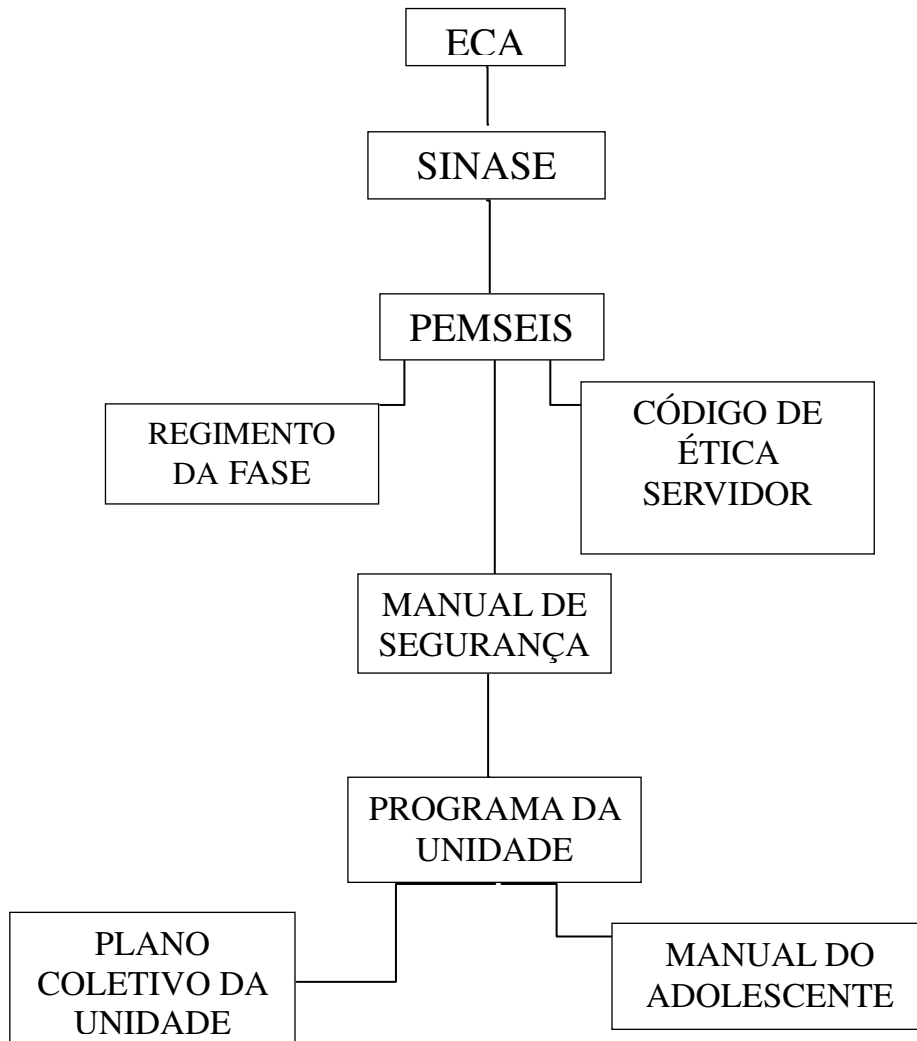 ECA
SINASE
PEMSEIS
REGIMENTO
DA FASE
CÓDIGO DE
ÉTICA
SERVIDOR
MANUAL DE
SEGURANÇA
PROGRAMA DA
UNIDADE
PLANO
COLETIVO DA
UNIDADE
MANUAL DO
ADOLESCENTE